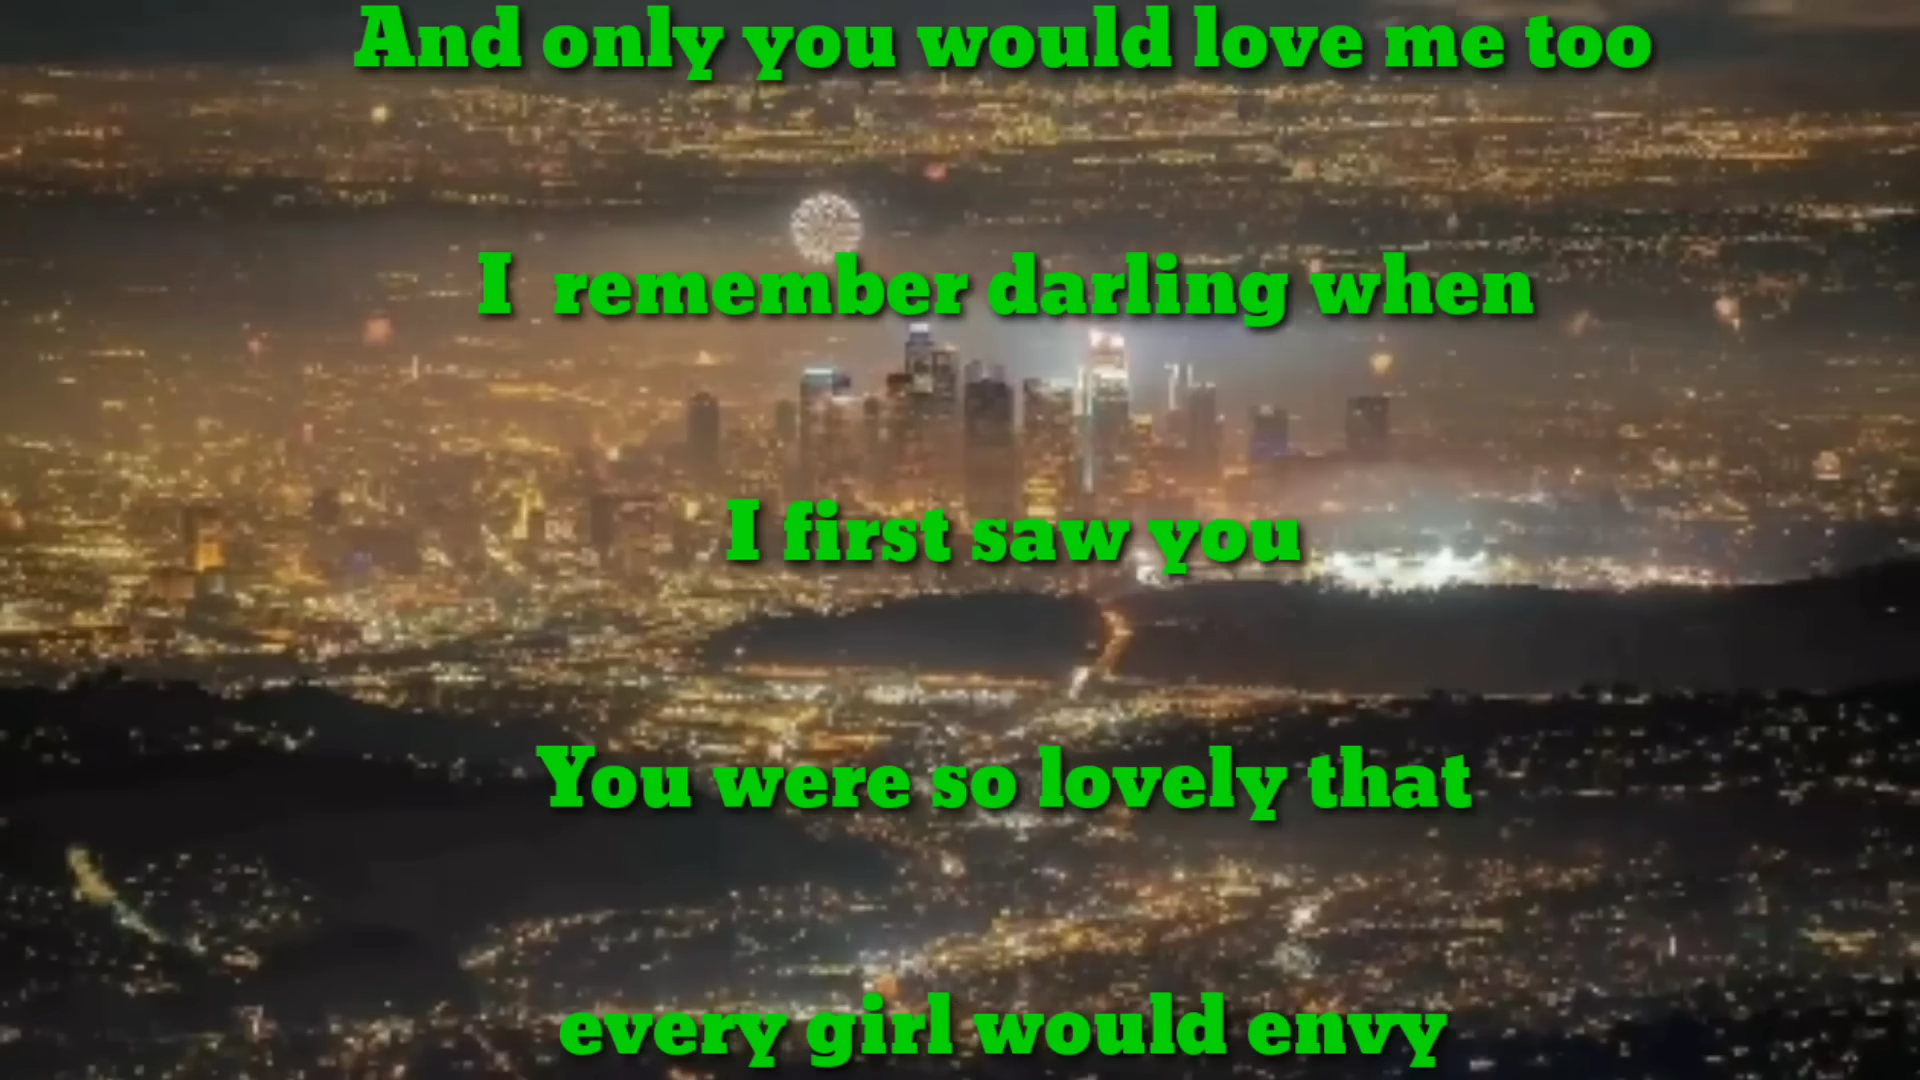 And only you would love me too
I  remember darling when
I first saw you
You were so lovely that
every girl would envy